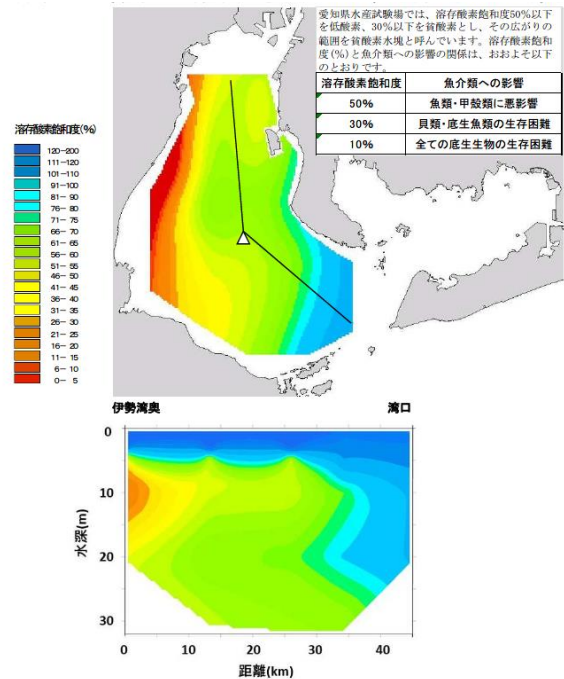 愛知県水産試験場では、溶存酸素飽和度50%以下
を低酸素、30%以下を貧酸素とし、その広がりの
範囲を貧酸素水塊と呼んでいます。溶存酸素飽和
度(%)と魚介類への影響の関係は、おおよそ以下
のとおりです。
溶存酸素飽和度 魚介類への影響
50% 魚類・甲殻類に悪影響
30% 貝類・底生魚類の生存困難
10% 全ての底生生物の生存困難
溶存酸素飽和度(%)
120-200
111-120
101-110
91-100
81- 90
76- 80
71- 75
66- 70
61- 65
56- 60
51- 55
46- 50
41- 45
36- 40
31- 35
26- 30
21- 25
16- 20
11- 15
6- 10
0- 5
伊勢湾奥 湾口
0
10
20
30
水深(m)
0 10 20 30 40
距離(km)